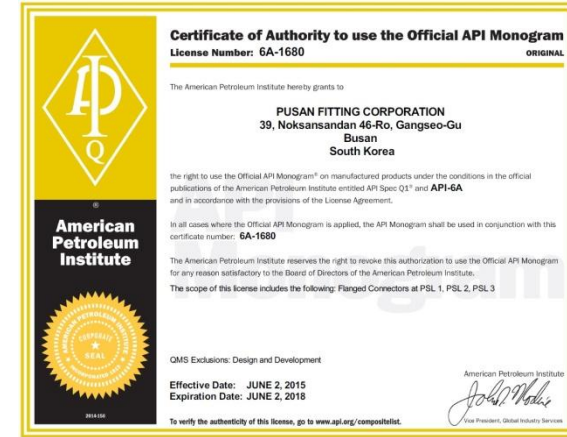 Certificate of Authority to use the Official API Monogram
License Number: 6A-1680
ORIGINAL
The American Petroleum Institute hereby grants to
PUSAN FITTING CORPORATION
39, Noksansandan 46-Ro, Gangseo-Gu
Busan
South Korea
the right to use the Official API Monogram® on manufactured products under the conditions in the official
publications of the American Petroleum Institute entitled API Spec Q1® and API-6A
and in accordance with the provisions of the License Agreement.
In all cases where the Official API Monogram is applied, the API Monogram shall be used in conjunction with this
certificate number: 6A-1680
The American Petroleum Institute reserves the right to revoke this authorization to use the Official API Monogram
for any reason satisfactory to the Board of Directors of the American Petroleum Institute.
The scope of this license includes the following: Flanged Connectors at PSL 1, PSL 2, PSL 3
QMS Exclusions: Design and Development
Effective Date: JUNE 2, 2015
Expiration Date: JUNE 2, 2018
To verify the authenticity of this license, go to www.api.org/compositelist.
American Petroleum Institute
Vice President, Global Industry Services
API
Q
®
American
Petroleum
Institute
AMERICAN PETROLEUM INSTITUTE
CORPORATE
SEAL
API
Monogram